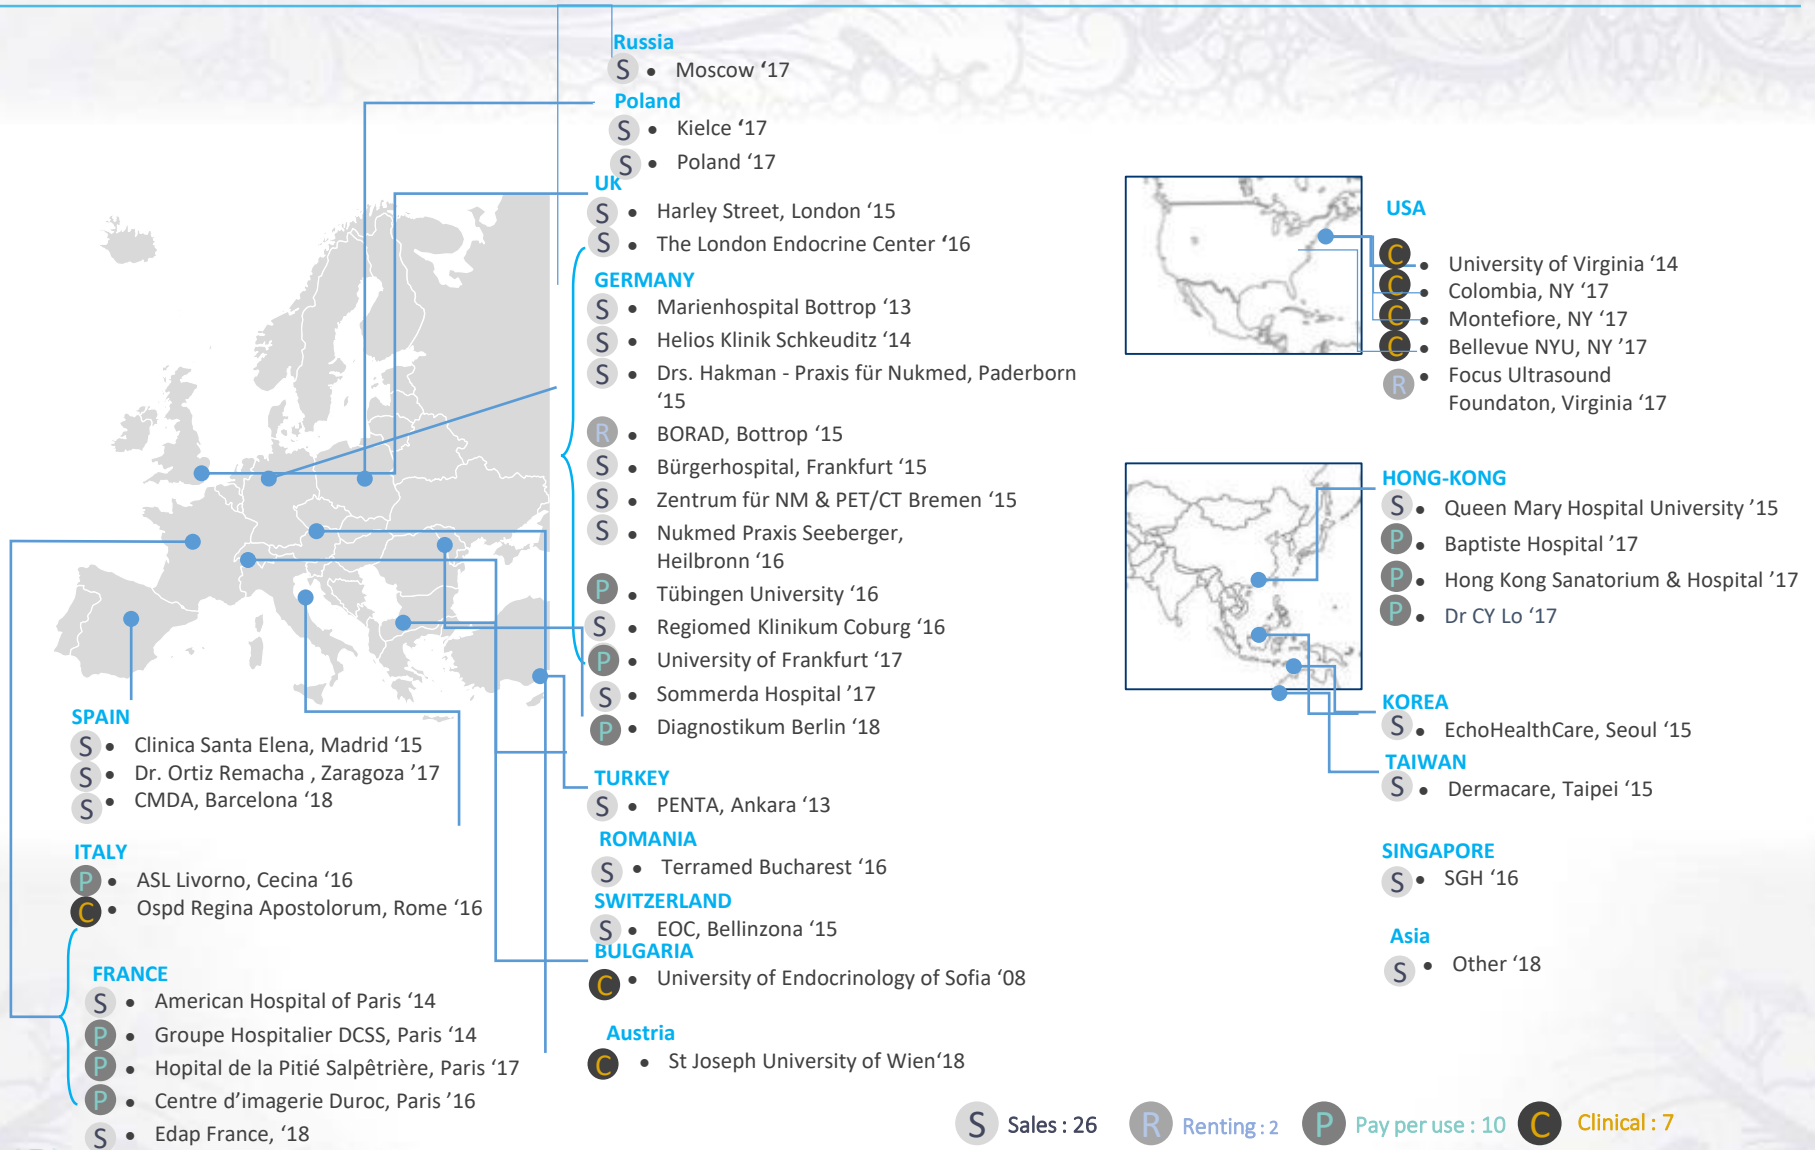 Russia
S • Moscow ‘17
Poland
S • Kielce ‘17
S • Poland ‘17
UK
S • Harley Street, London ‘15
S • The London Endocrine Center ‘16
GERMANY
S • Marienhospital Bottrop ‘13
S • Helios Klinik Schkeuditz ‘14
S • Drs. Hakman - Praxis für Nukmed, Paderborn
‘15
R • BORAD, Bottrop ‘15
S • Bürgerhospital, Frankfurt ‘15
S • Zentrum für NM & PET/CT Bremen ‘15
S • Nukmed Praxis Seeberger,
Heilbronn ‘16
P • Tübingen University ‘16
S • Regiomed Klinikum Coburg ‘16
P • University of Frankfurt ‘17
S • Sommerda Hospital ’17
P • Diagnostikum Berlin ‘18
TURKEY
S • PENTA, Ankara ‘13
ROMANIA
S • Terramed Bucharest ‘16
SWITZERLAND
S • EOC, Bellinzona ‘15
BULGARIA
C • University of Endocrinology of Sofia ‘08
Austria
C • St Joseph University of Wien‘18
SPAIN
S • Clinica Santa Elena, Madrid ‘15
S • Dr. Ortiz Remacha , Zaragoza ’17
S • CMDA, Barcelona ‘18
ITALY
P • ASL Livorno, Cecina ‘16
C • Ospd Regina Apostolorum, Rome ‘16
FRANCE
S • American Hospital of Paris ‘14
P • Groupe Hospitalier DCSS, Paris ‘14
P • Hopital de la Pitié Salpêtrière, Paris ‘17
P • Centre d’imagerie Duroc, Paris ’16
S • Edap France, ‘18
USA
C • University of Virginia ‘14
C • Colombia, NY ‘17
C • Montefiore, NY ‘17
C • Bellevue NYU, NY ’17
R • Focus Ultrasound
Foundaton, Virginia ‘17
HONG-KONG
S • Queen Mary Hospital University ’15
P • Baptiste Hospital ’17
P • Hong Kong Sanatorium & Hospital ’17
P • Dr CY Lo ‘17
KOREA
S • EchoHealthCare, Seoul ‘15
TAIWAN
S • Dermacare, Taipei ‘15
SINGAPORE
S • SGH ‘16
Asia
S • Other ‘18
S Sales : 26 R Renting : 2 P Pay per use : 10 C Clinical : 7